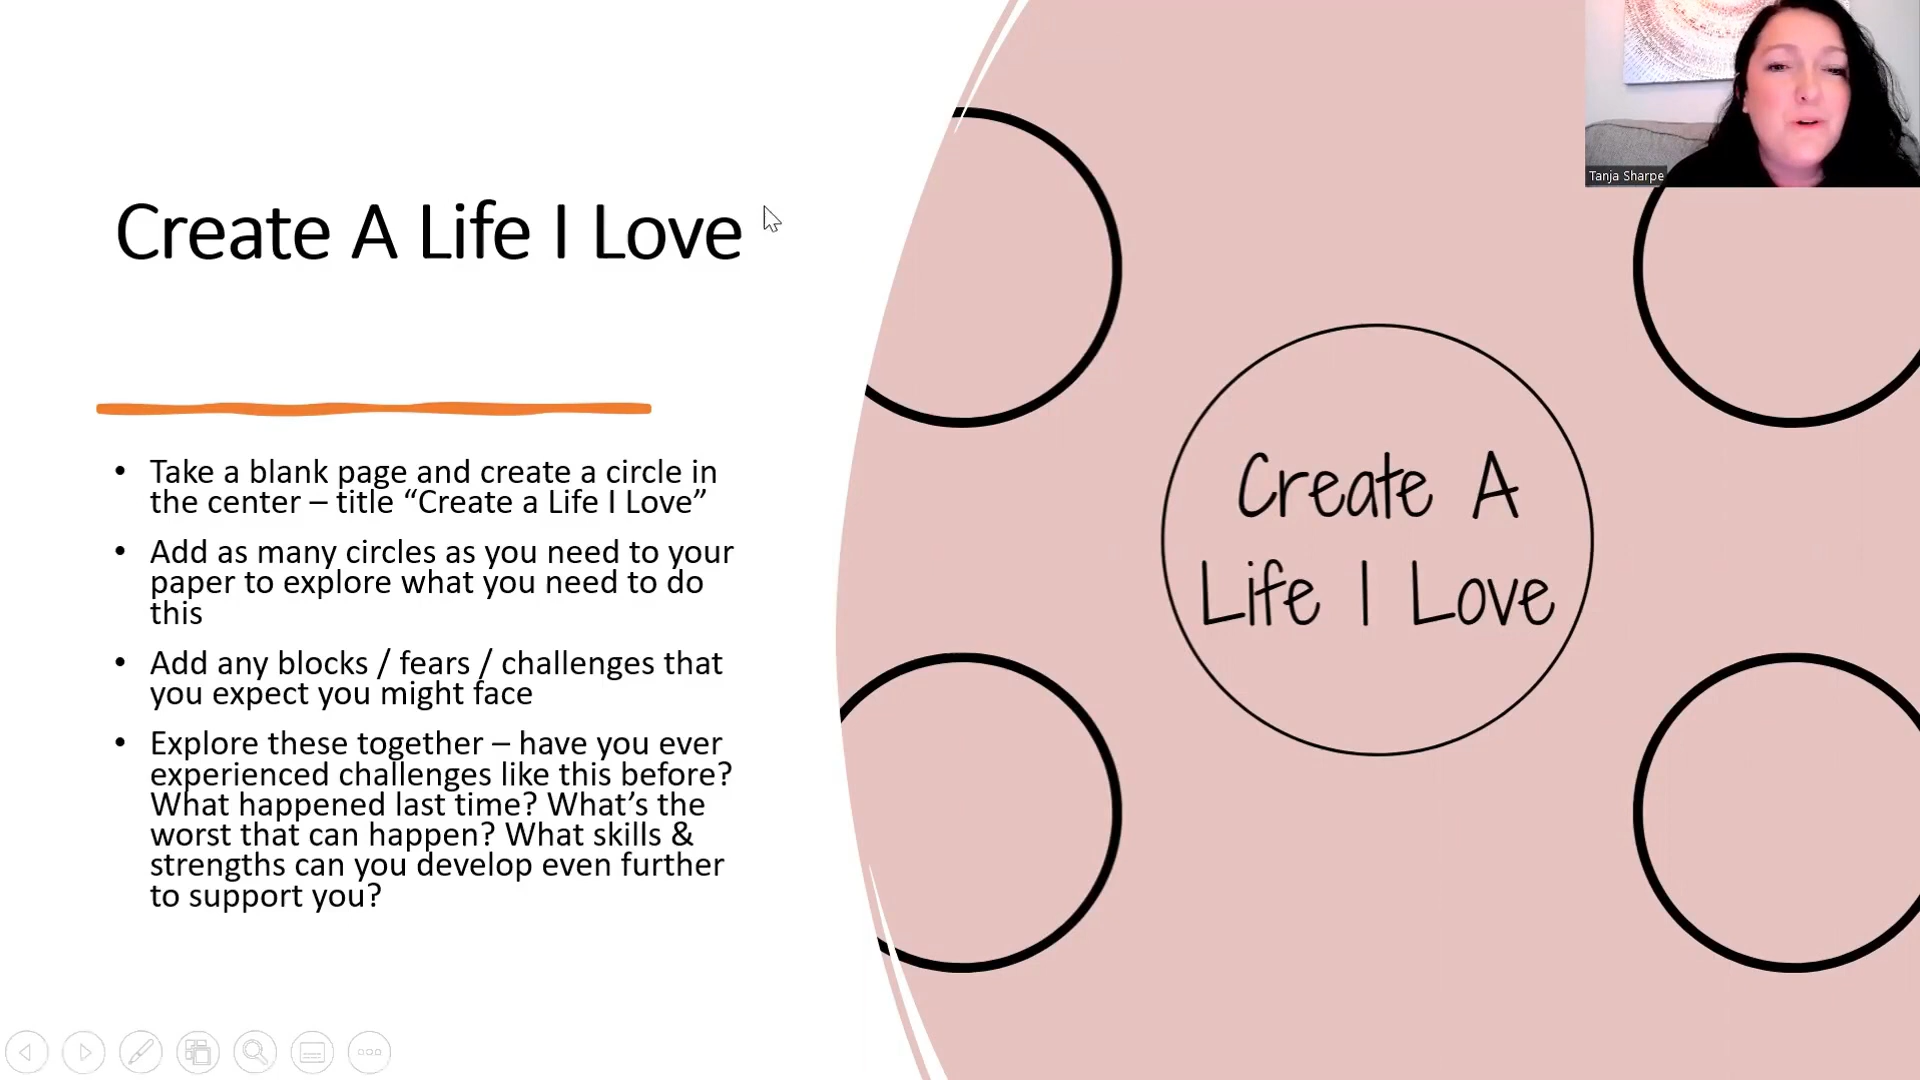 Create A Life I Love
• Take a blank page and create a circle in
the center – title “Create a Life I Love”
• Add as many circles as you need to your
paper to explore what you need to do
this
• Add any blocks / fears / challenges that
you expect you might face
• Explore these together – have you ever
experienced challenges like this before?
What happened last time? What’s the
worst that can happen? What skills &
strengths can you develop even further
to support you?
Create A
Life I Love
Tanja Sharpe